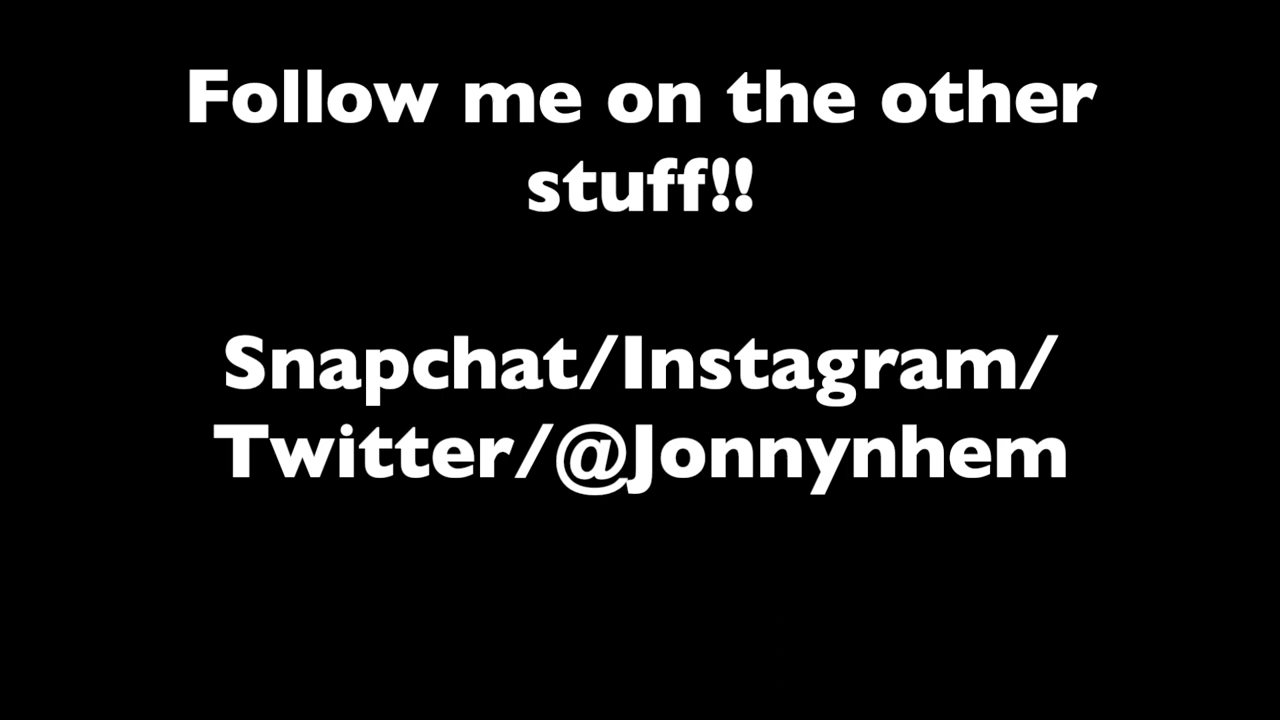 Follow me on the other
stuff!!
Snapchat/Instagram/
Twitter/@Jonnynhem